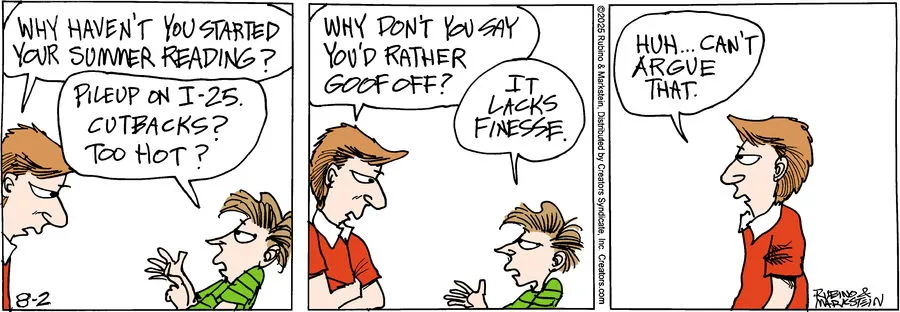 WHY HAVEN'T YOU STARTED
YOUR SUMMER READING?
PILEUP ON I-25.
CUTBACKS?
TOO HOT?
8-2
WHY DON'T YOU SAY
YOU'D RATHER
GOOF OFF?
IT
LACKS
FINESSE.
©2025 Rubino & Markstein, Distributed by Creators Syndicate, Inc Creators.com
HUH... CAN'T
ARGUE
THAT.
RUBINO &
MARKSTEIN